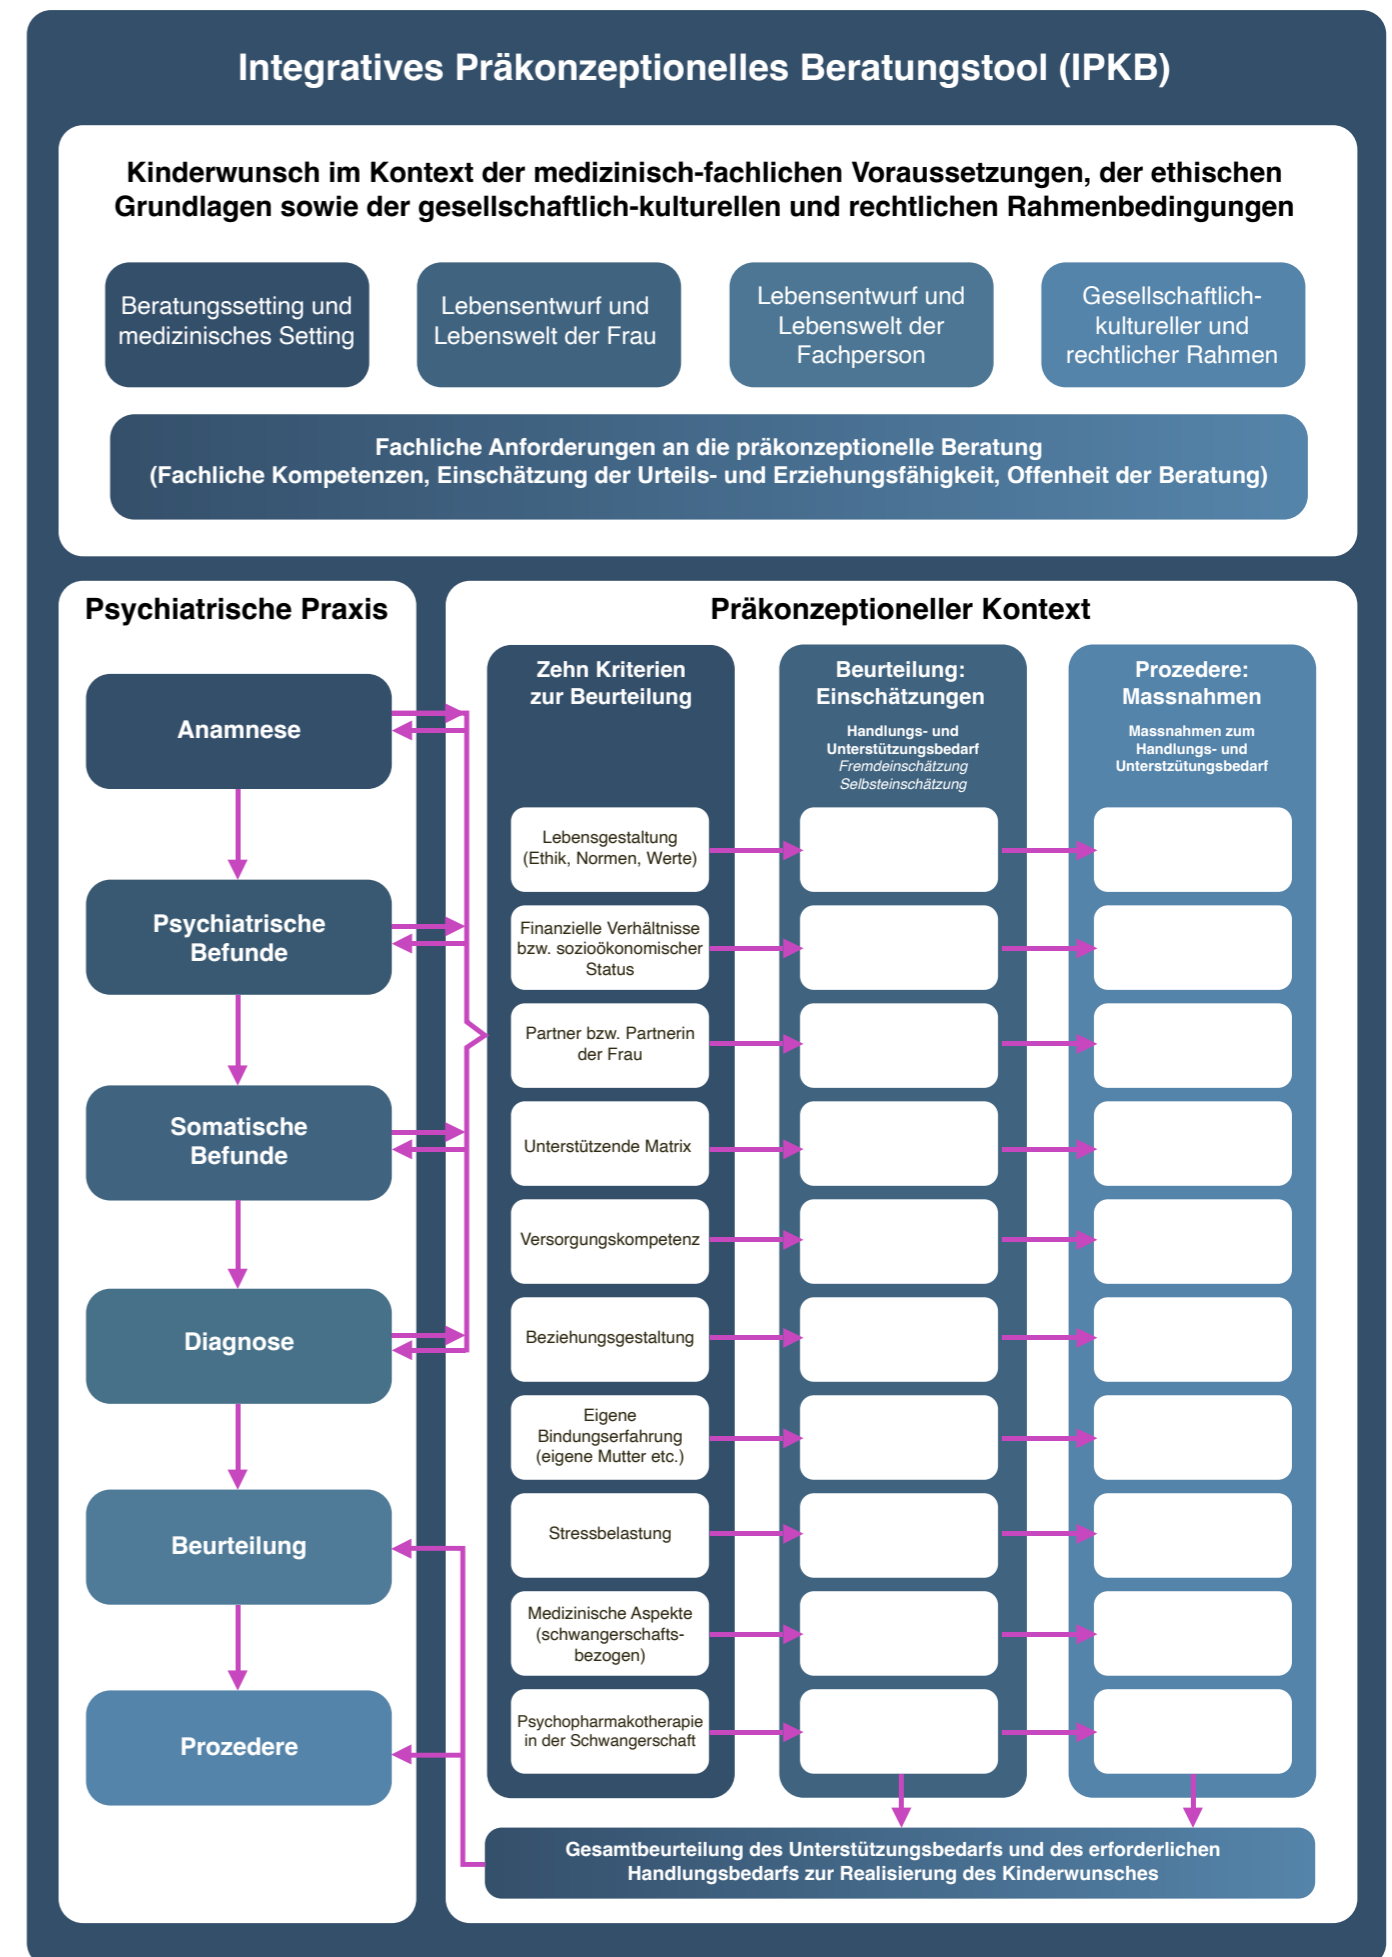 Integratives Präkonzeptionelles Beratungstool (IPKB)
Kinderwunsch im Kontext der medizinisch-fachlichen Voraussetzungen, der ethischen
Grundlagen sowie der gesellschaftlich-kulturellen und rechtlichen Rahmenbedingungen
Beratungssetting und
medizinisches Setting
Lebensentwurf und
Lebenswelt der Frau
Lebensentwurf und
Lebenswelt der
Fachperson
Gesellschaftlich-
kultureller und
rechtlicher Rahmen
Fachliche Anforderungen an die präkonzeptionelle Beratung
(Fachliche Kompetenzen, Einschätzung der Urteils- und Erziehungsfähigkeit, Offenheit der Beratung)
Psychiatrische Praxis
Anamnese
Psychiatrische
Befunde
Somatische
Befunde
Diagnose
Beurteilung
Prozedere
Präkonzeptioneller Kontext
Zehn Kriterien
zur Beurteilung
Lebensgestaltung
(Ethik, Normen, Werte)
Finanzielle Verhältnisse
bzw. sozioökonomischer
Status
Partner bzw. Partnerin
der Frau
Unterstützende Matrix
Versorgungskompetenz
Beziehungsgestaltung
Eigene
Bindungserfahrung
(eigene Mutter etc.)
Stressbelastung
Medizinische Aspekte
(schwangerschafts-
bezogen)
Psychopharmakotherapie
in der Schwangerschaft
Beurteilung:
Einschätzungen
Handlungs- und
Unterstützungsbedarf
Fremdeinschätzung
Selbsteinschätzung
Prozedere:
Massnahmen
Massnahmen zum
Handlungs- und
Unterstzütungsbedarf
Gesamtbeurteilung des Unterstützungsbedarfs und des erforderlichen
Handlungsbedarfs zur Realisierung des Kinderwunsches